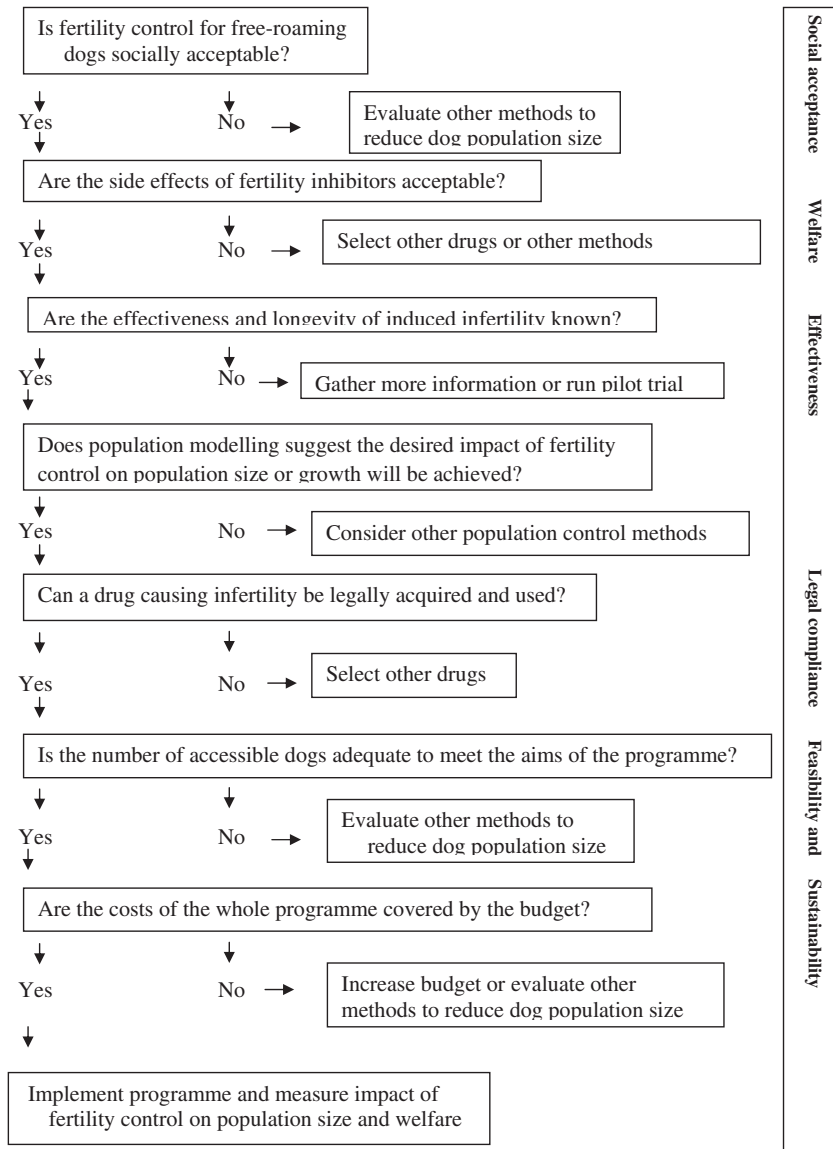 Is fertility control for free-roaming
dogs socially acceptable?
Yes
No
Evaluate other methods to
reduce dog population size
Are the side effects of fertility inhibitors acceptable?
Yes
No
Select other drugs or other methods
Are the effectiveness and longevity of induced infertility known?
Yes
No
Gather more information or run pilot trial
Does population modelling suggest the desired impact of fertility
control on population size or growth will be achieved?
Yes
No
Consider other population control methods
Can a drug causing infertility be legally acquired and used?
Yes
No
Select other drugs
Is the number of accessible dogs adequate to meet the aims of the programme?
Yes
No
Evaluate other methods to
reduce dog population size
Are the costs of the whole programme covered by the budget?
Yes
No
Increase budget or evaluate other
methods to reduce dog population size
Implement programme and measure impact of
fertility control on population size and welfare
Social acceptance
Welfare
Effectiveness
Legal compliance
Feasibility and
Sustainability